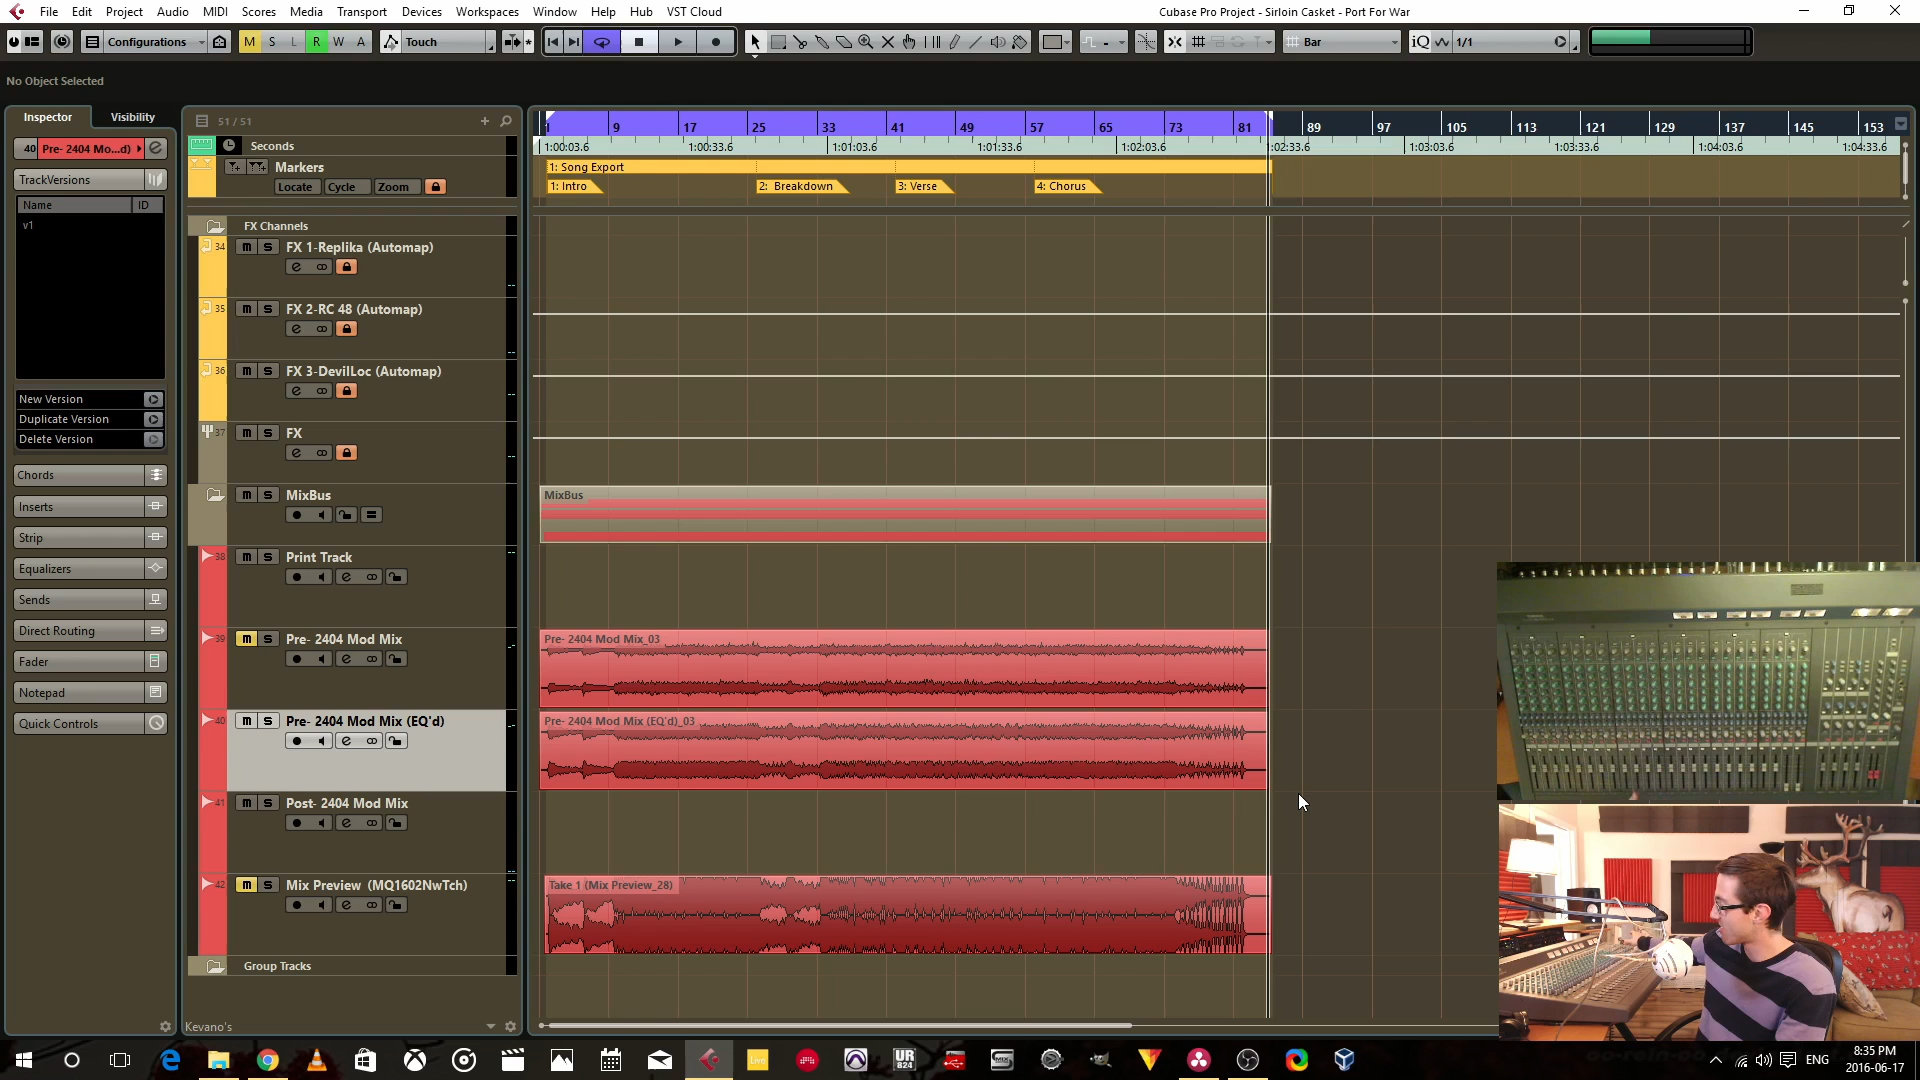 File Edit Project Audio MIDI Scores Media Transport Devices Workspaces Window Help Hub VST Cloud
Cubase Pro Project - Sirloin Casket - Port For War
Configurations M S L R W A Touch Bar iQ 1/1
No Object Selected
Inspector Visibility
51 / 51
1 9 17 25 33 41 49 57 65 73 81 89 97 105 113 121 129 137 145 153
40 Pre- 2404 Mo...d)
Seconds
1:00:03.6 1:00:33.6 1:01:03.6 1:01:33.6 1:02:03.6 :02:33.6 1:03:03.6 1:03:33.6 1:04:03.6 1:04:33.6
Markers
1: Song Export
TrackVersions
Locate Cycle Zoom
1: Intro 2: Breakdown 3: Verse 4: Chorus
Name ID
v1
FX Channels
34 m s FX 1-Replika (Automap)
35 m s FX 2-RC 48 (Automap)
36 m s FX 3-DevilLoc (Automap)
New Version
Duplicate Version
Delete Version
37 m s FX
Chords
m s MixBus
MixBus
Inserts
Strip
38 m s Print Track
Equalizers
Sends
Direct Routing
39 m s Pre- 2404 Mod Mix
Pre- 2404 Mod Mix_03
Fader
Notepad
Quick Controls
40 m s Pre- 2404 Mod Mix (EQ'd)
Pre- 2404 Mod Mix (EQ'd)_03
41 m s Post- 2404 Mod Mix
42 m s Mix Preview (MQ1602NwTch)
Take 1 (Mix Preview_28)
Group Tracks
Kevano's
Live
UR
824
MIX
ENG
8:35 PM
2016-06-17